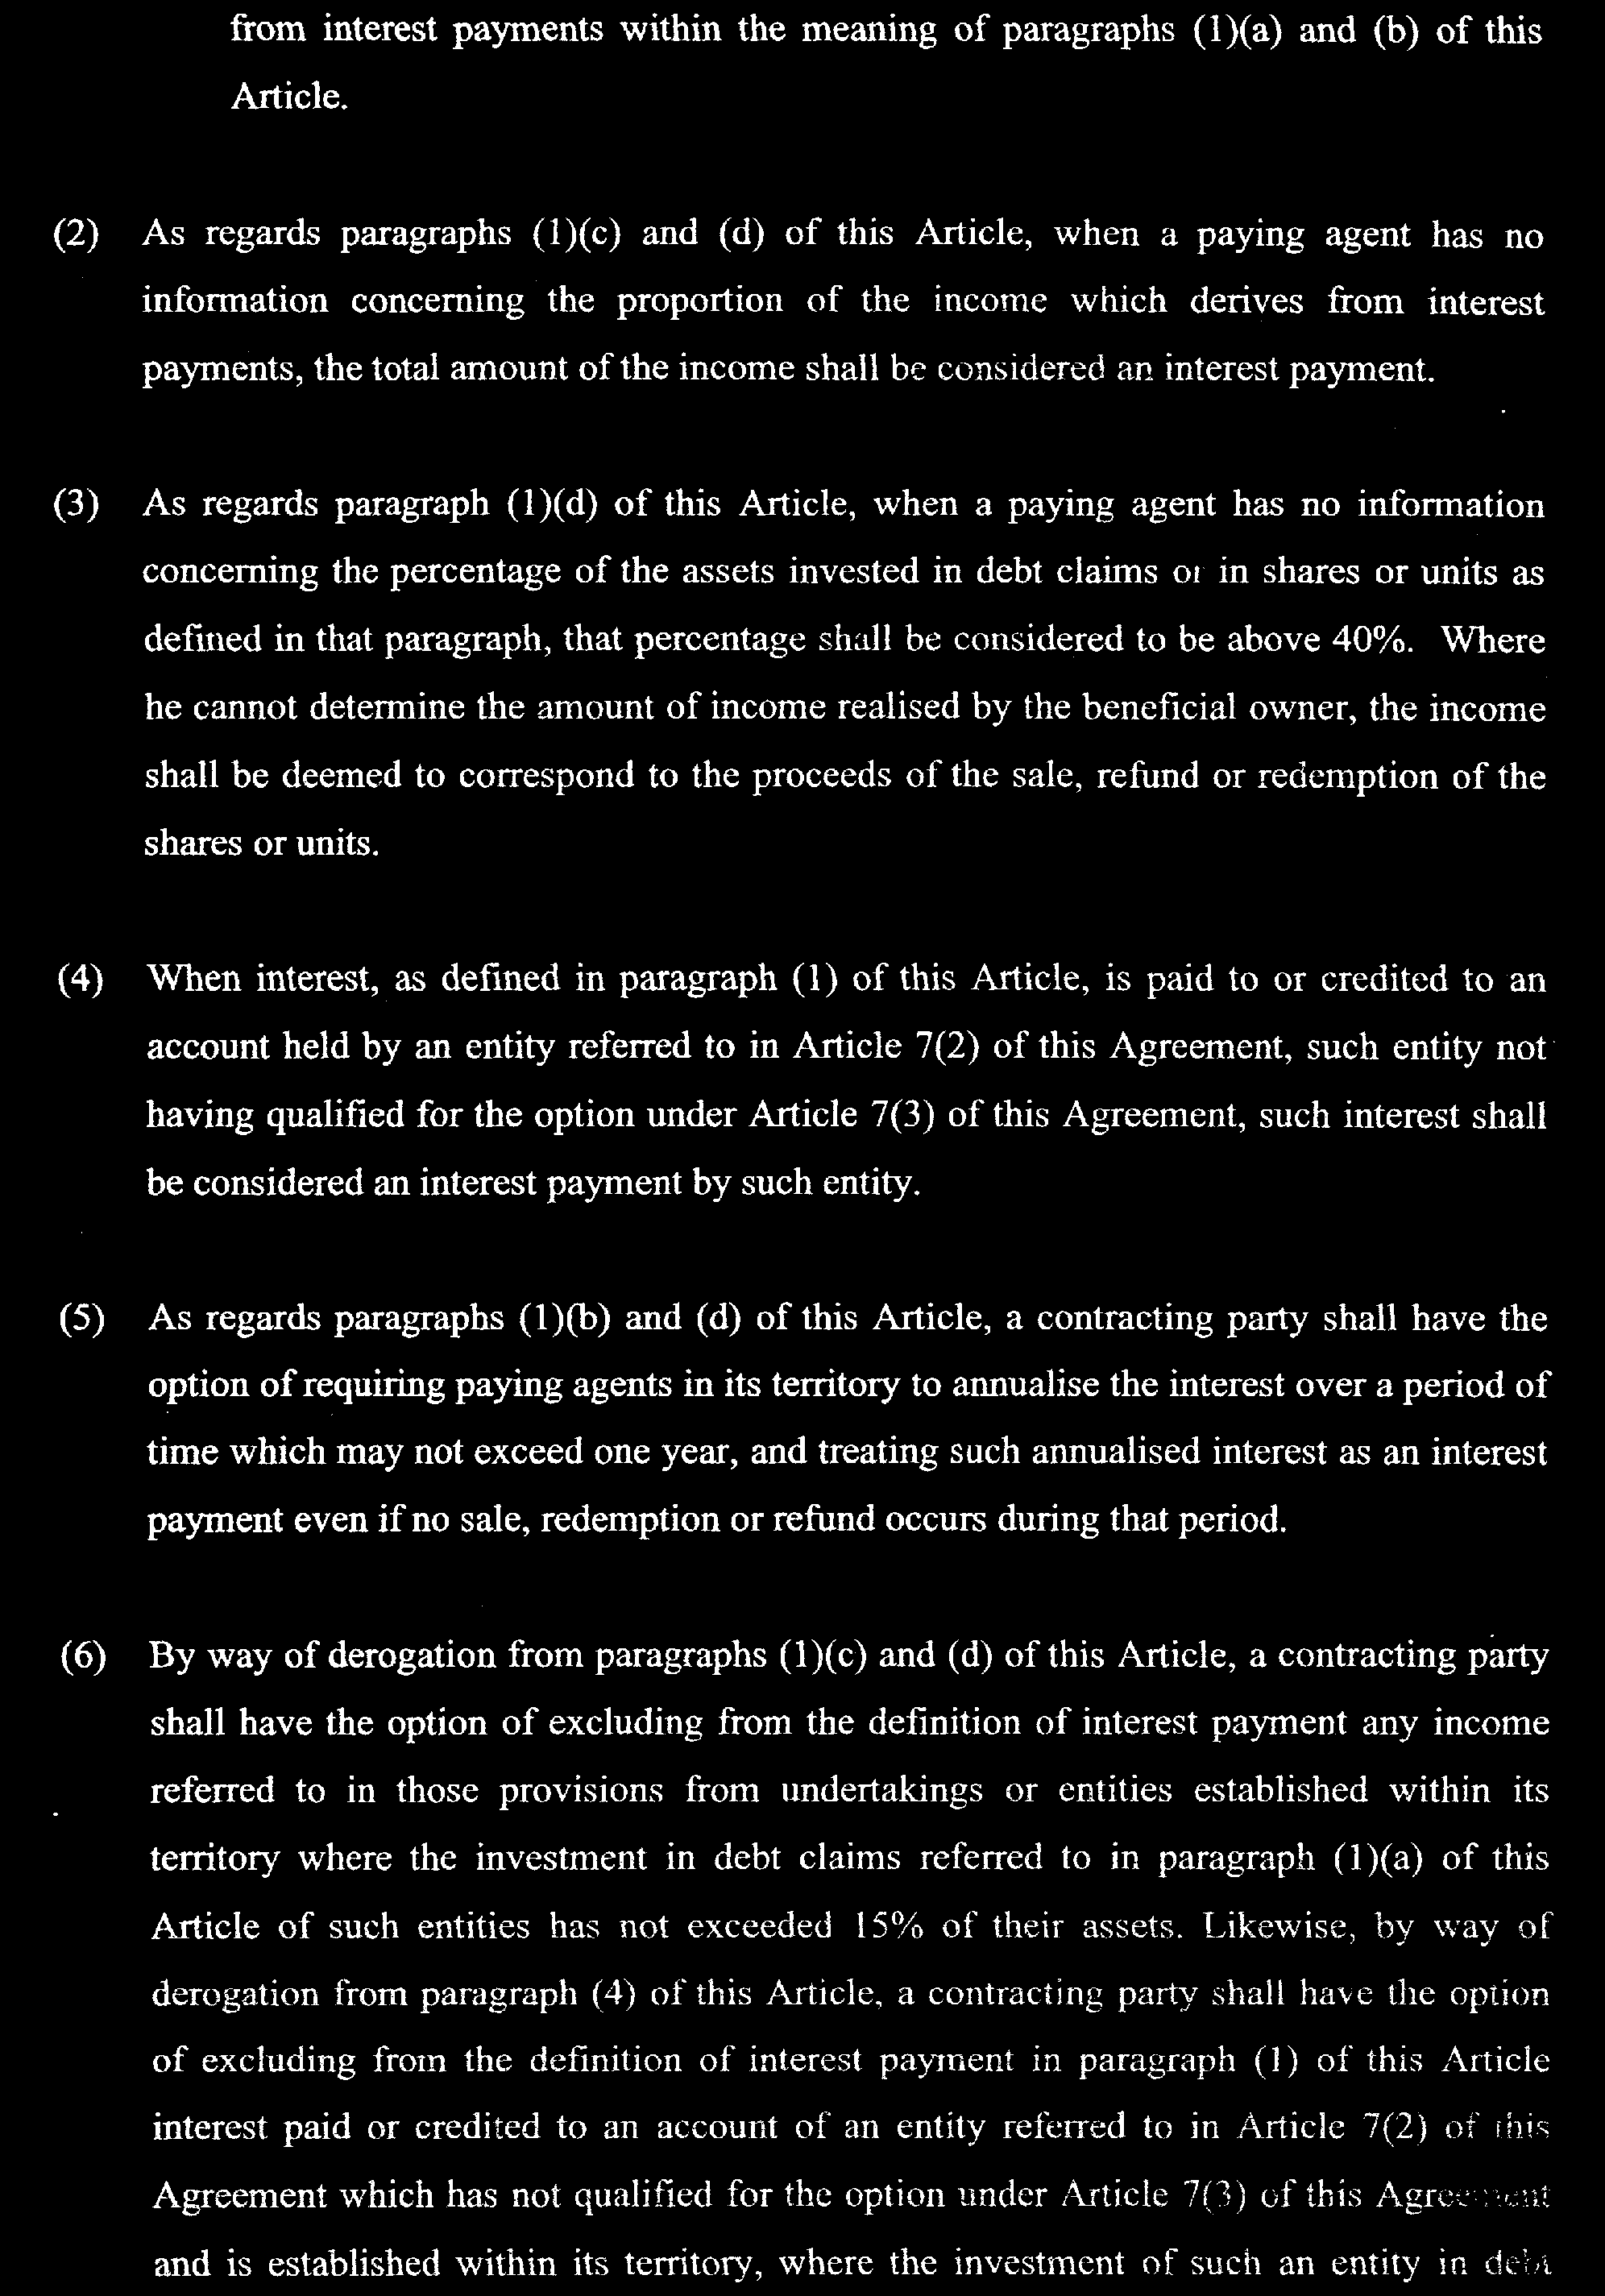 from interest payments within the meaning of paragraphs (1)(a) and (b) of this
Article.
(2) As regards paragraphs (1)(c) and (d) of this Article, when a paying agent has no
information concerning the proportion of the income which derives from interest
payments, the total amount of the income shall be considered an interest payment.
(3) As regards paragraph (1)(d) of this Article, when a paying agent has no information
concerning the percentage of the assets invested in debt claims or in shares or units as
defined in that paragraph, that percentage shall be considered to be above 40%. Where
he cannot determine the amount of income realised by the beneficial owner, the income
shall be deemed to correspond to the proceeds of the sale, refund or redemption of the
shares or units.
(4) When interest, as defined in paragraph (1) of this Article, is paid to or credited to an
account held by an entity referred to in Article 7(2) of this Agreement, such entity not
having qualified for the option under Article 7(3) of this Agreement, such interest shall
be considered an interest payment by such entity.
(5) As regards paragraphs (1)(b) and (d) of this Article, a contracting party shall have the
option of requiring paying agents in its territory to annualise the interest over a period of
time which may not exceed one year, and treating such annualised interest as an interest
payment even if no sale, redemption or refund occurs during that period.
(6) By way of derogation from paragraphs (1)(c) and (d) of this Article, a contracting party
shall have the option of excluding from the definition of interest payment any income
referred to in those provisions from undertakings or entities established within its
territory where the investment in debt claims referred to in paragraph (1)(a) of this
Article of such entities has not exceeded 15% of their assets. Likewise, by way of
derogation from paragraph (4) of this Article, a contracting party shall have the option
of excluding from the definition of interest payment in paragraph (1) of this Article
interest paid or credited to an account of an entity referred to in Article 7(2) of this
Agreement which has not qualified for the option under Article 7(3) of this Agreement
and is established within its territory, where the investment of such an entity in debt